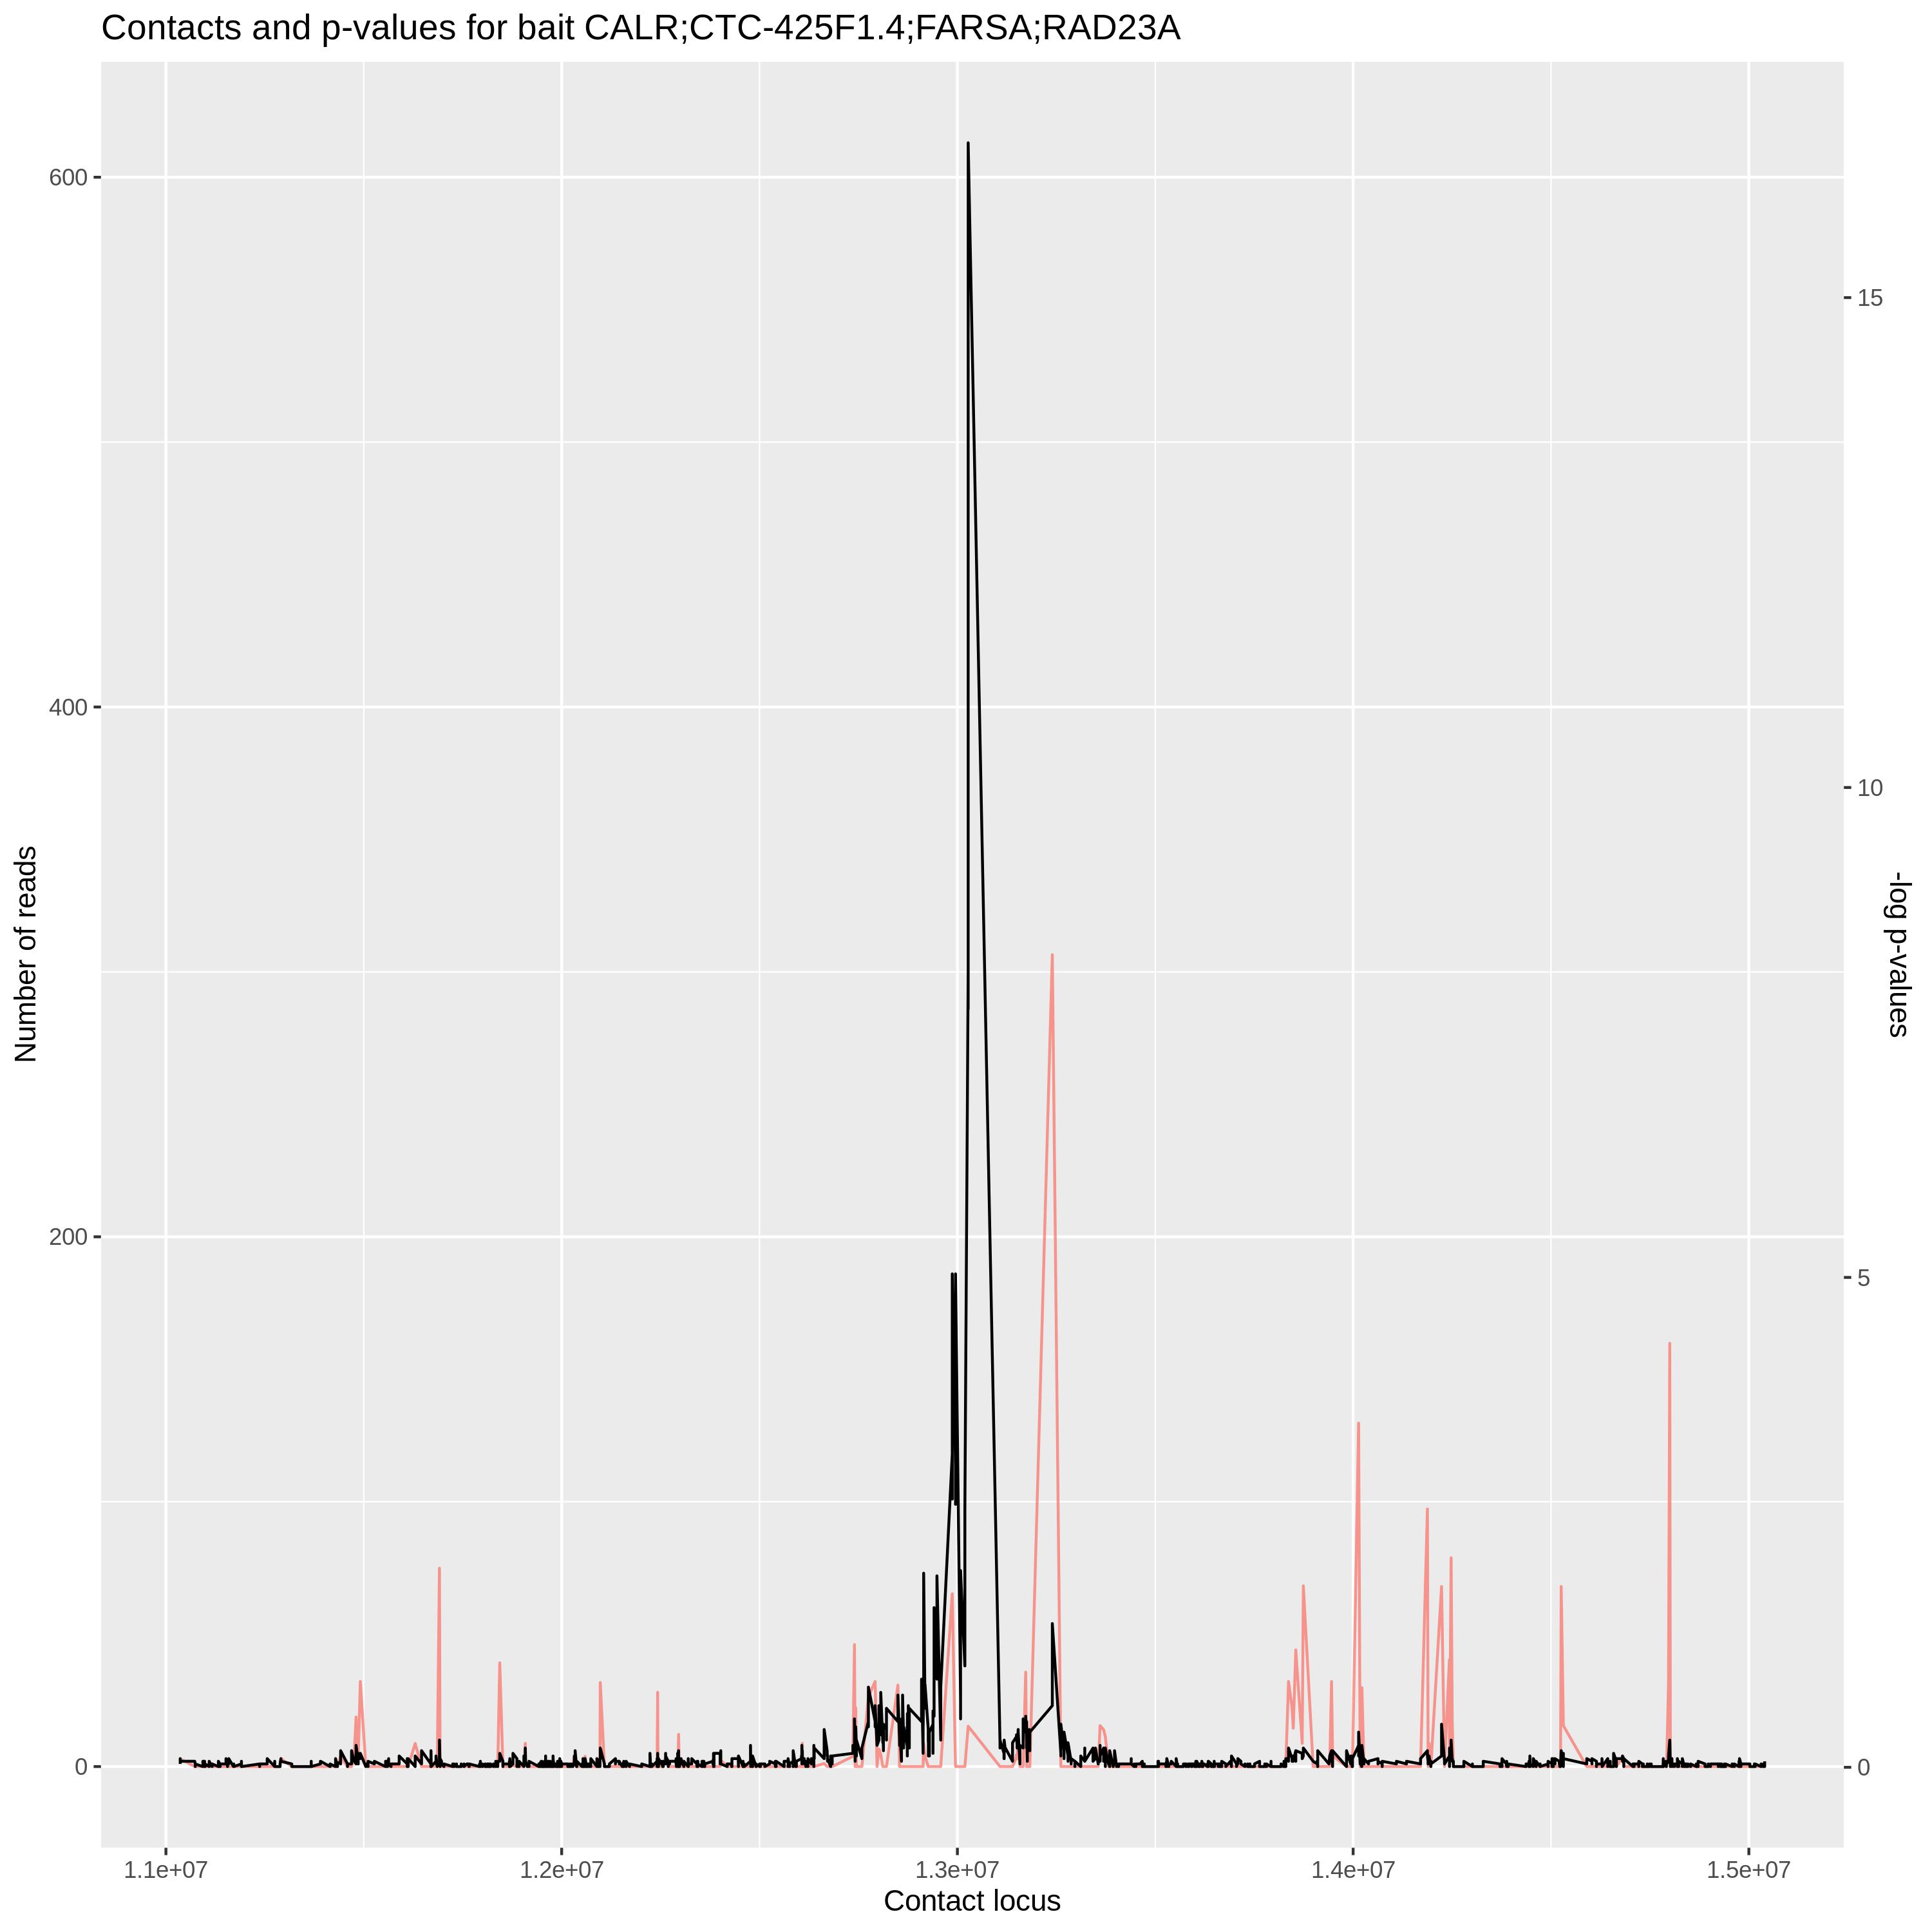 Contacts and p-values for bait CALR;CTC-425F1.4;FARSA;RAD23A
600
400
200
0
Number of reads
15
10
5
0
-log p-values
1.1e+07
1.2e+07
1.3e+07
1.4e+07
1.5e+07
Contact locus